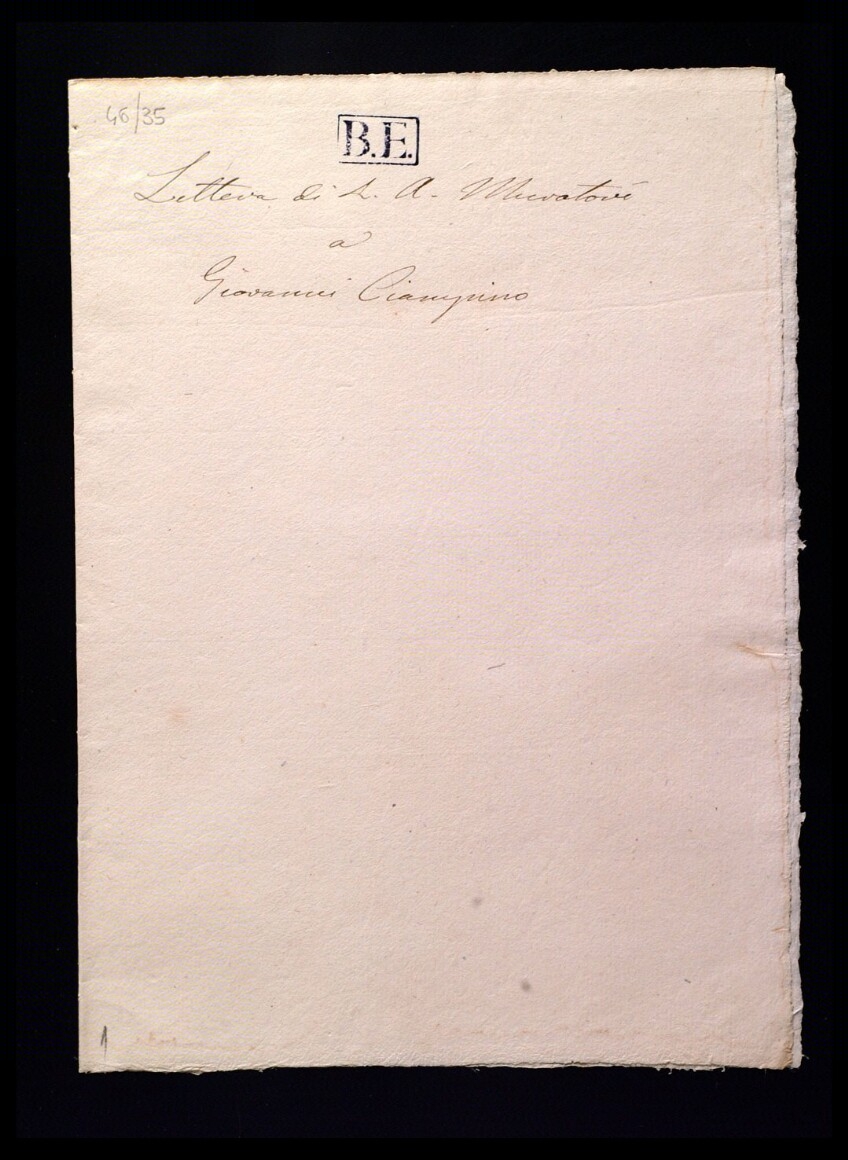 46/35
B.E.
Lettera di L. A. Muratori
a
Giovanni Ciampino
1